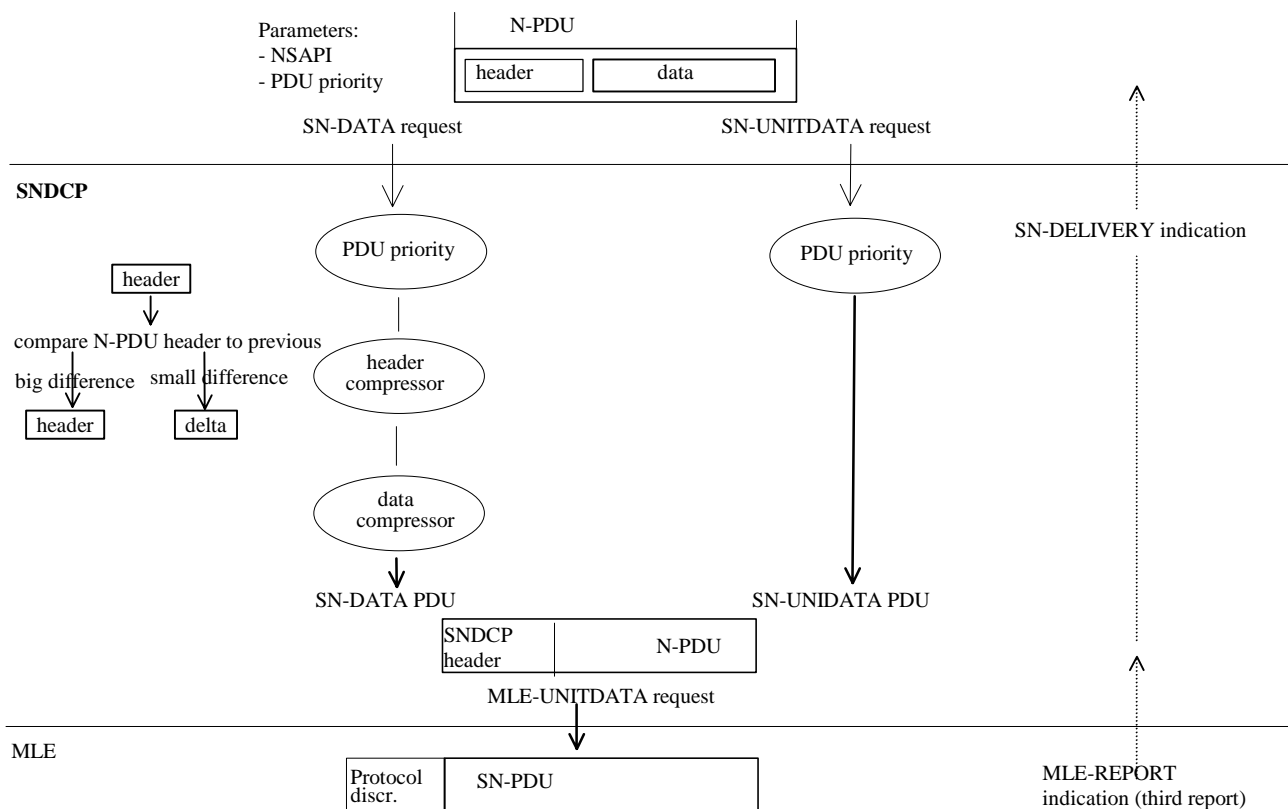 Parameters:
- NSAPI
- PDU priority
N-PDU
header
data
SN-DATA request
SN-UNITDATA request
SNDCP
PDU priority
PDU priority
SN-DELIVERY indication
header
compare N-PDU header to previous
big difference
small difference
header
delta
header
compressor
data
compressor
SN-DATA PDU
SN-UNIDATA PDU
SNDCP
header
N-PDU
MLE-UNITDATA request
MLE
Protocol
discr.
SN-PDU
MLE-REPORT
indication (third report)